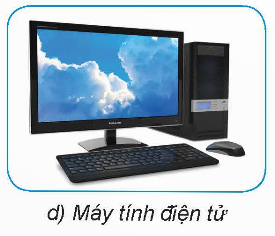 d) Máy tính điện tử